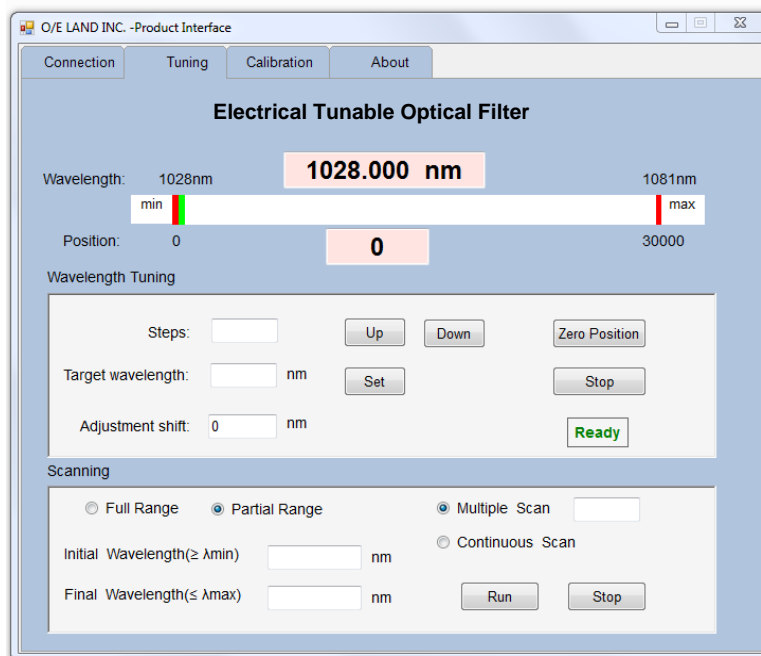 O/E LAND INC. -Product Interface
Connection Tuning Calibration About
Electrical Tunable Optical Filter
Wavelength: 1028nm 1028.000 nm 1081nm
min max
Position: 0 0 30000
Wavelength Tuning
Steps: Up Down Zero Position
Target wavelength: nm Set Stop
Adjustment shift: 0 nm Ready
Scanning
Full Range Partial Range Multiple Scan
Continuous Scan
Initial Wavelength(≥ λmin) nm
Final Wavelength(≤ λmax) nm Run Stop